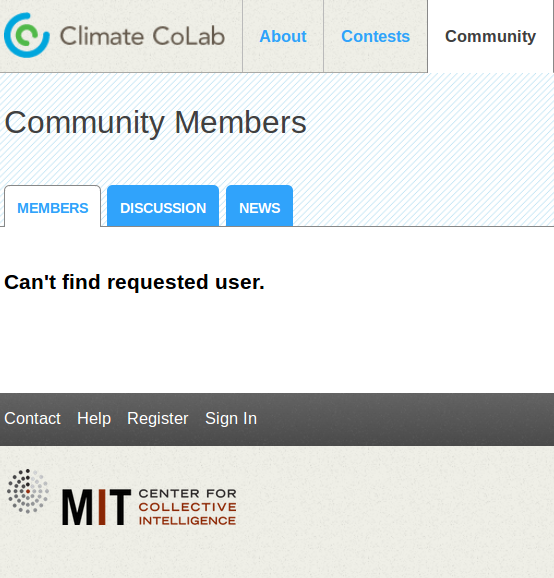 Climate CoLab About Contests Community
Community Members
MEMBERS DISCUSSION NEWS
Can't find requested user.
Contact Help Register Sign In
MIT CENTER FOR
COLLECTIVE
INTELLIGENCE